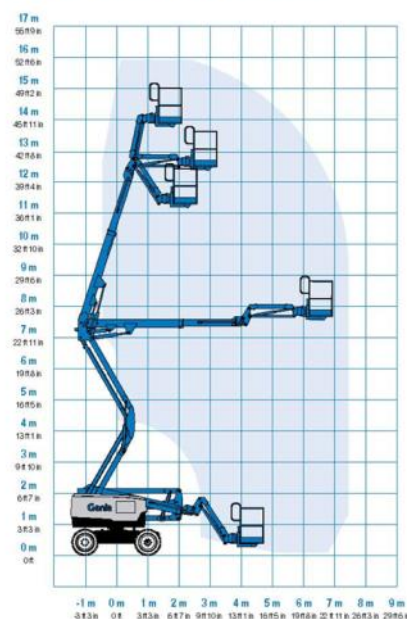 17 m
55 ft 9 in
16 m
52 ft 6 in
15 m
49 ft 2 in
14 m
45 ft 11 in
13 m
42 ft 8 in
12 m
39 ft 4 in
11 m
36 ft 1 in
10 m
32 ft 10 in
9 m
29 ft 6 in
8 m
26 ft 3 in
7 m
22 ft 11 in
6 m
19 ft 8 in
5 m
16 ft 5 in
4 m
13 ft 1 in
3 m
9 ft 10 in
2 m
6 ft 7 in
Genie
1 m
3 ft 3 in
0 m
0 ft
-1 m 0 m 1 m 2 m 3 m 4 m 5 m 6 m 7 m 8 m 9 m
-3 ft 3 in 0 ft 3 ft 3 in 6 ft 7 in 9 ft 10 in 13 ft 1 in 16 ft 5 in 19 ft 8 in 22 ft 11 in 26 ft 3 in 29 ft 6 in